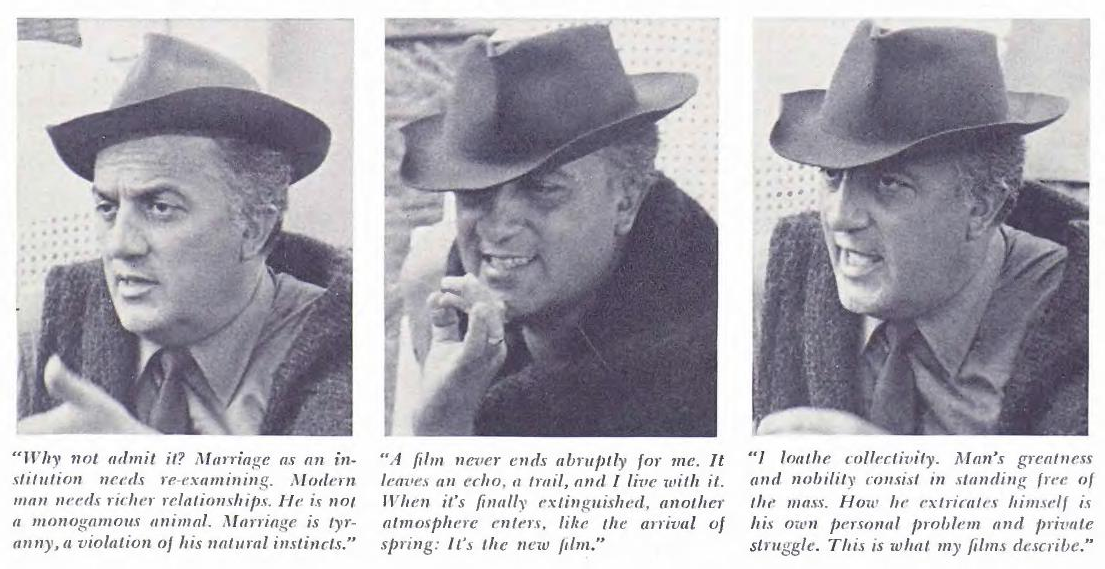 "Why not admit it? Marriage as an in-
stitution needs re-examining. Modern
man needs richer relationships. He is not
a monogamous animal. Marriage is tyr-
anny, a violation of his natural instincts."
"A film never ends abruptly for me. It
leaves an echo, a trail, and I live with it.
When it's finally extinguished, another
atmosphere enters, like the arrival of
spring: It's the new film."
"I loathe collectivity. Man's greatness
and nobility consist in standing free of
the mass. How he extricates himself is
his own personal problem and private
struggle. This is what my films describe."